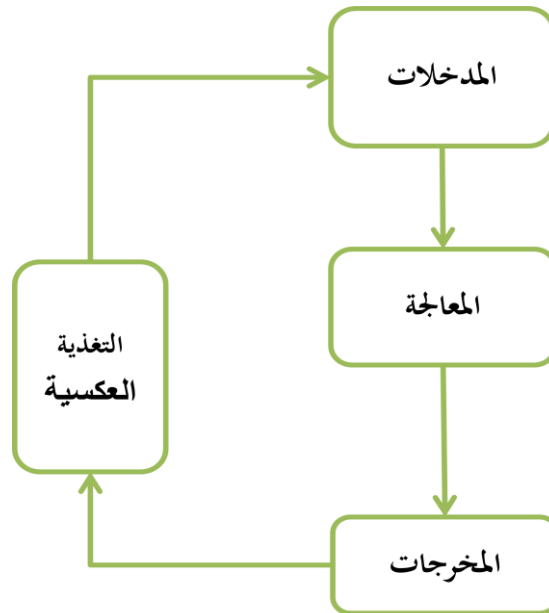 المدخلات
المعالجة
التغذية
العكسية
المخرجات